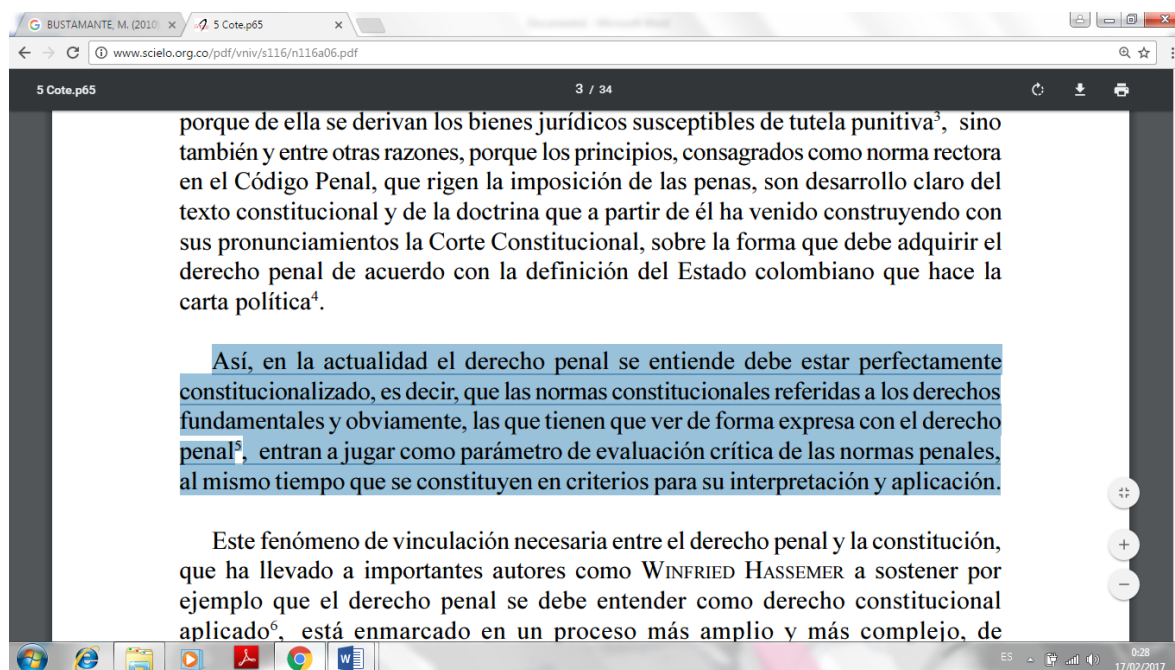 BUSTAMANTE, M. (2010)
5 Cote.p65
Documento1 - Microsoft Word
www.scielo.org.co/pdf/vniv/s116/n116a06.pdf
5 Cote.p65
3 / 34
porque de ella se derivan los bienes jurídicos susceptibles de tutela punitiva³, sino
también y entre otras razones, porque los principios, consagrados como norma rectora
en el Código Penal, que rigen la imposición de las penas, son desarrollo claro del
texto constitucional y de la doctrina que a partir de él ha venido construyendo con
sus pronunciamientos la Corte Constitucional, sobre la forma que debe adquirir el
derecho penal de acuerdo con la definición del Estado colombiano que hace la
carta política⁴.
Así, en la actualidad el derecho penal se entiende debe estar perfectamente
constitucionalizado, es decir, que las normas constitucionales referidas a los derechos
fundamentales y obviamente, las que tienen que ver de forma expresa con el derecho
penal⁵, entran a jugar como parámetro de evaluación crítica de las normas penales,
al mismo tiempo que se constituyen en criterios para su interpretación y aplicación.
Este fenómeno de vinculación necesaria entre el derecho penal y la constitución,
que ha llevado a importantes autores como WINFRIED HASSEMER a sostener por
ejemplo que el derecho penal se debe entender como derecho constitucional
aplicado⁶, está enmarcado en un proceso más amplio y más complejo, de
ES
0:28
17/02/2017